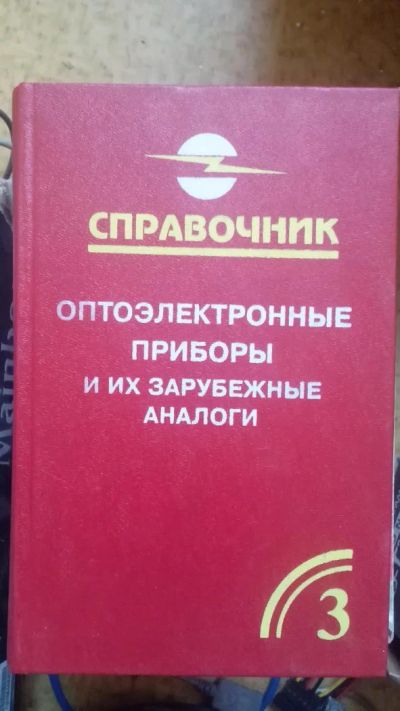 СПРАВОЧНИК
ОПТОЭЛЕКТРОННЫЕ
ПРИБОРЫ
И ИХ ЗАРУБЕЖНЫЕ
АНАЛОГИ
3